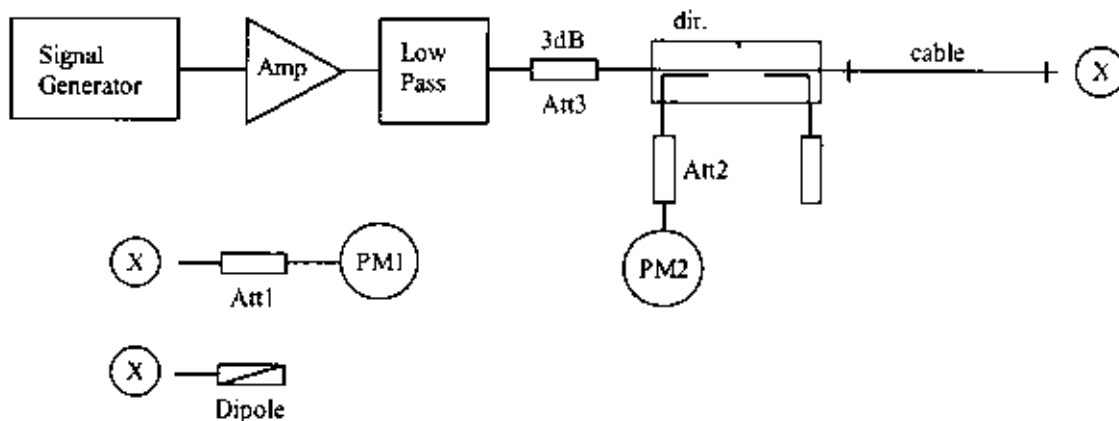 Signal
Generator
Amp
Low
Pass
3dB
Att3
dir.
cable
X
Att2
PM2
X
Att1
PM1
X
Dipole